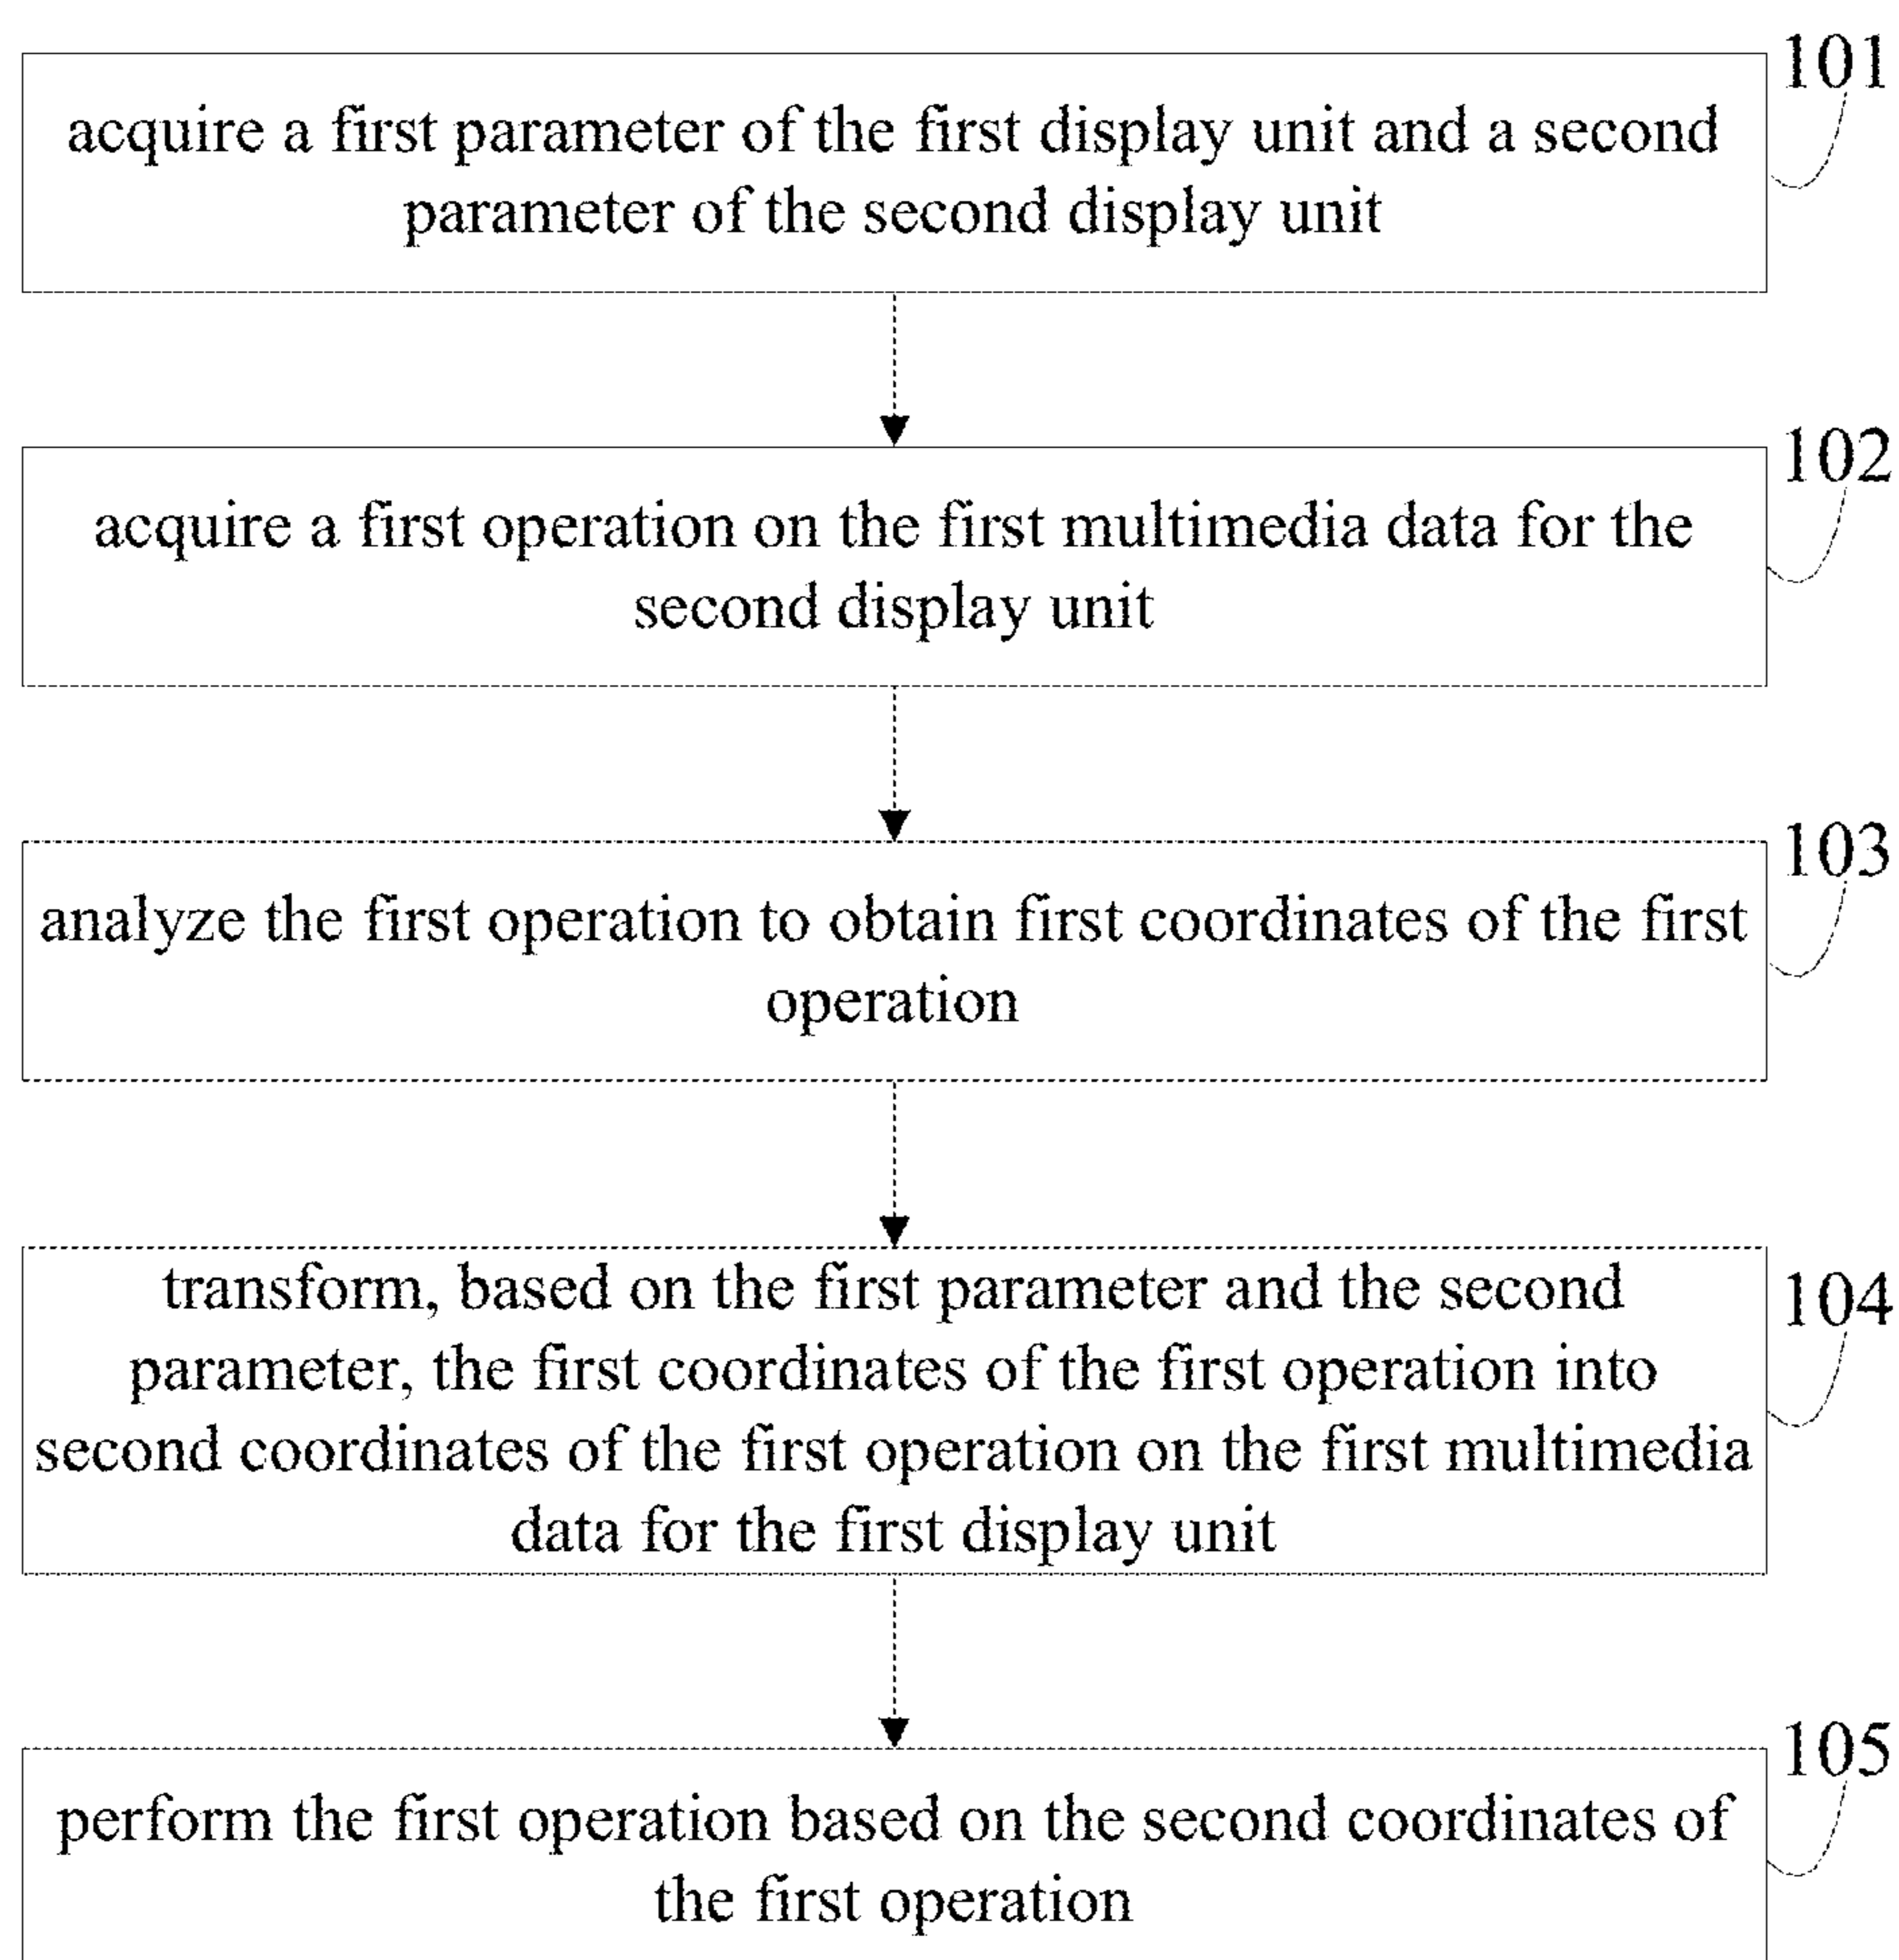 101
acquire a first parameter of the first display unit and a second
parameter of the second display unit
102
acquire a first operation on the first multimedia data for the
second display unit
103
analyze the first operation to obtain first coordinates of the first
operation
104
transform, based on the first parameter and the second
parameter, the first coordinates of the first operation into
second coordinates of the first operation on the first multimedia
data for the first display unit
105
perform the first operation based on the second coordinates of
the first operation